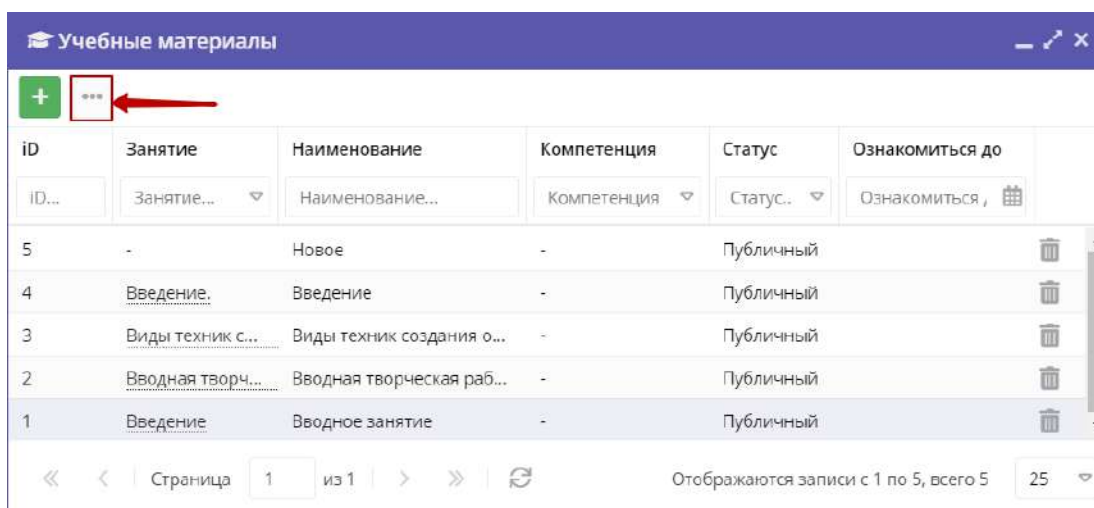 Учебные материалы
+ •••
iD Занятие Наименование Компетенция Статус Ознакомиться до
iD... Занятие... Наименование... Компетенция Статус.. Ознакомиться ,
5 - Новое - Публичный
4 Введение. Введение - Публичный
3 Виды техник с... Виды техник создания о... - Публичный
2 Вводная творч... Вводная творческая раб... - Публичный
1 Введение Вводное занятие - Публичный
Страница 1 из 1 Отображаются записи с 1 по 5, всего 5 25